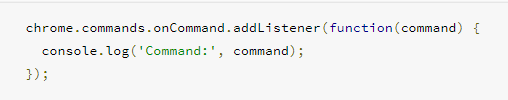 chrome.commands.onCommand.addListener(function(command) {
  console.log('Command:', command);
});